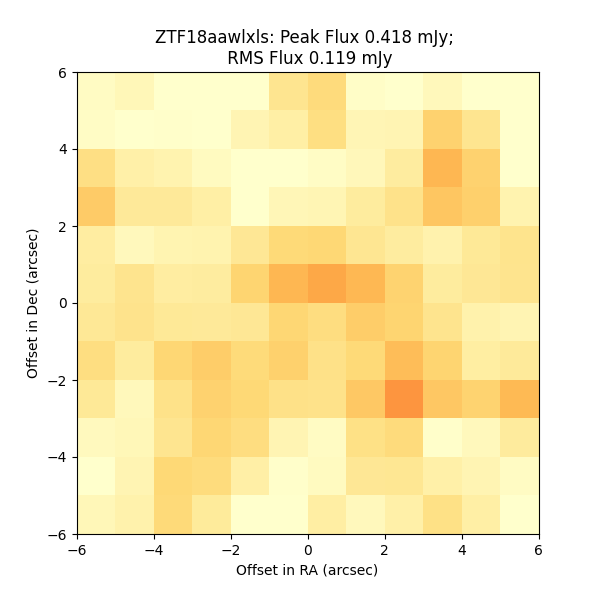 ZTF18aawlxls: Peak Flux 0.418 mJy;
RMS Flux 0.119 mJy
6
4
2
0
−2
−4
−6
Offset in Dec (arcsec)
−6 −4 −2 0 2 4 6
Offset in RA (arcsec)